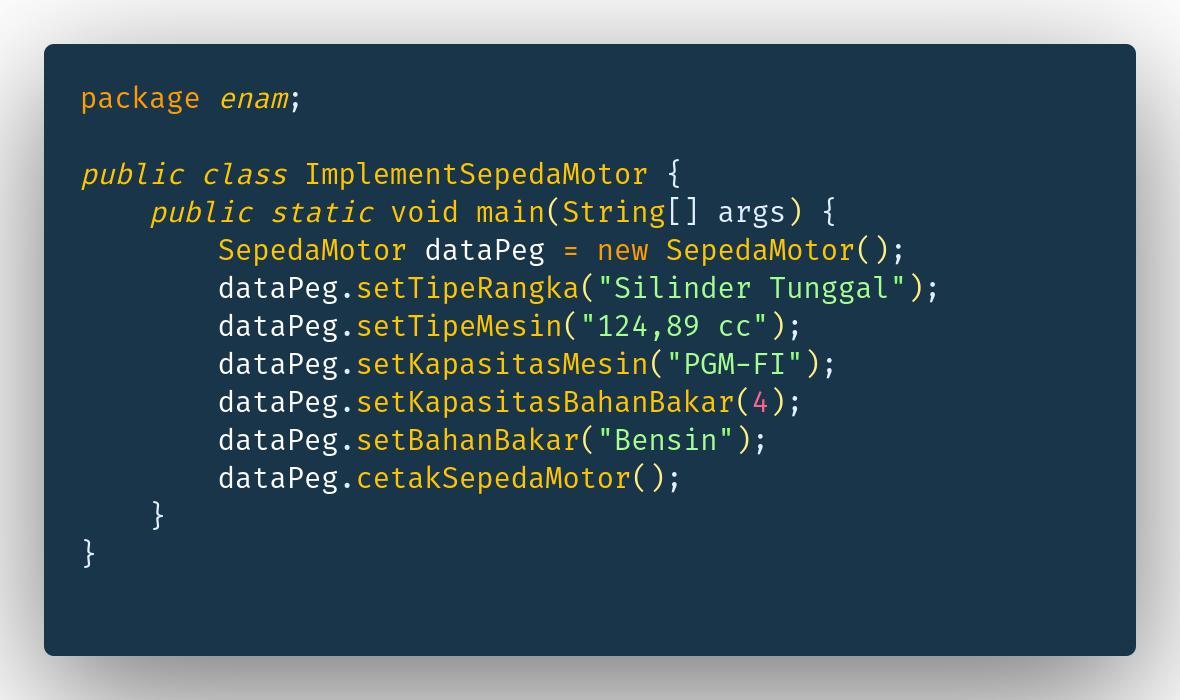 package enam;

public class ImplementSepedaMotor {
    public static void main(String[] args) {
        SepedaMotor dataPeg = new SepedaMotor();
        dataPeg.setTipeRangka("Silinder Tunggal");
        dataPeg.setTipeMesin("124,89 cc");
        dataPeg.setKapasitasMesin("PGM-FI");
        dataPeg.setKapasitasBahanBakar(4);
        dataPeg.setBahanBakar("Bensin");
        dataPeg.cetakSepedaMotor();
    }
}